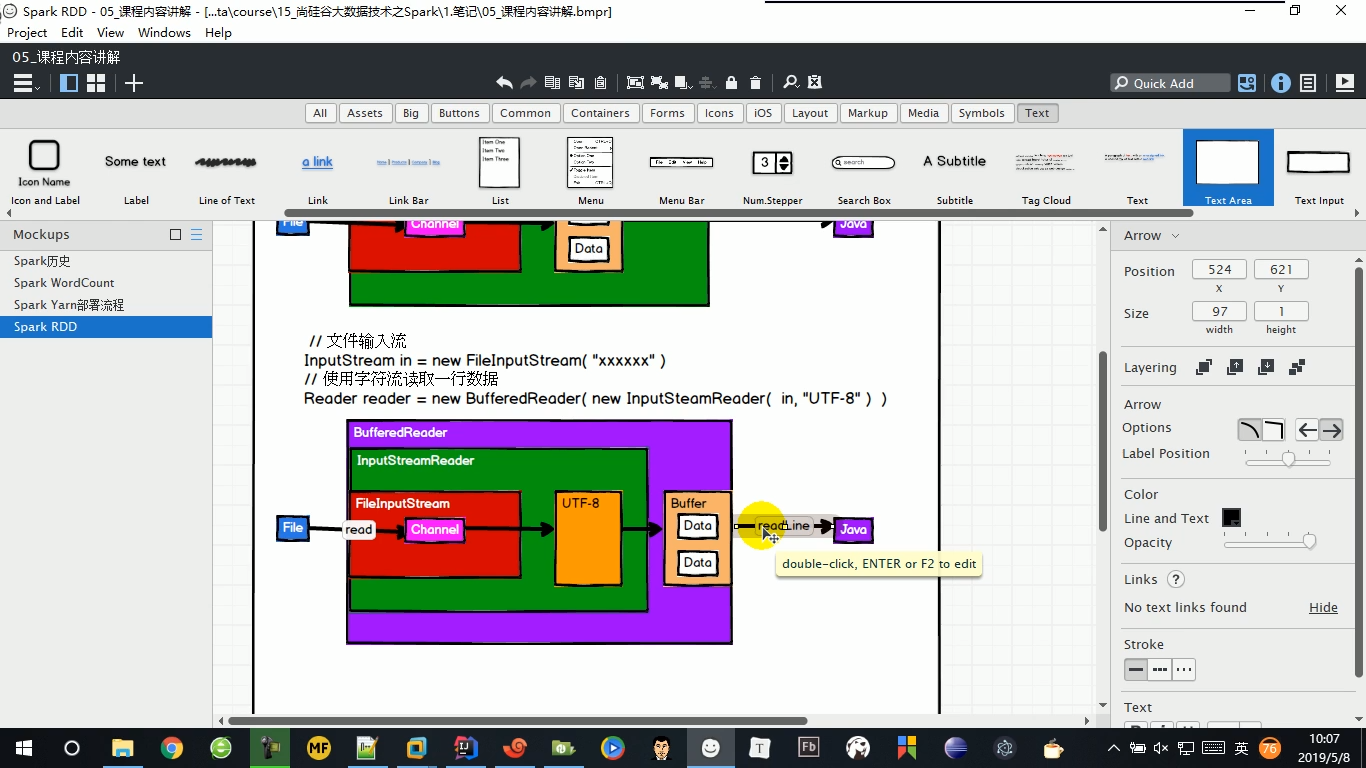 Spark RDD - 05_课程内容讲解 - [...ta\course\15_尚硅谷大数据技术之Spark\1.笔记\05_课程内容讲解.bmpr]
Project Edit View Windows Help
05_课程内容讲解
Quick Add
All Assets Big Buttons Common Containers Forms Icons iOS Layout Markup Media Symbols Text
Icon Name
Some text
a link
Item One
Item Two
Item Three
3
search
A Subtitle
Icon and Label Label Line of Text Link Link Bar List Menu Menu Bar Num.Stepper Search Box Subtitle Tag Cloud Text Text Area Text Input
Mockups
Spark历史
Spark WordCount
Spark Yarn部署流程
Spark RDD
File
Channel
Data
Java
// 文件输入流
InputStream in = new FileInputStream( "xxxxxx" )
// 使用字符流读取一行数据
Reader reader = new BufferedReader( new InputSteamReader( in, "UTF-8" ) )
BufferedReader
InputStreamReader
FileInputStream
UTF-8
Buffer
File
read
Channel
Data
readLine
Java
Data
double-click, ENTER or F2 to edit
Arrow
Position 524 621
X Y
Size 97 1
width height
Layering
Arrow
Options
Label Position
Color
Line and Text
Opacity
Links ?
No text links found Hide
Stroke
Text
MF
T
Fb
英
76
10:07
2019/5/8